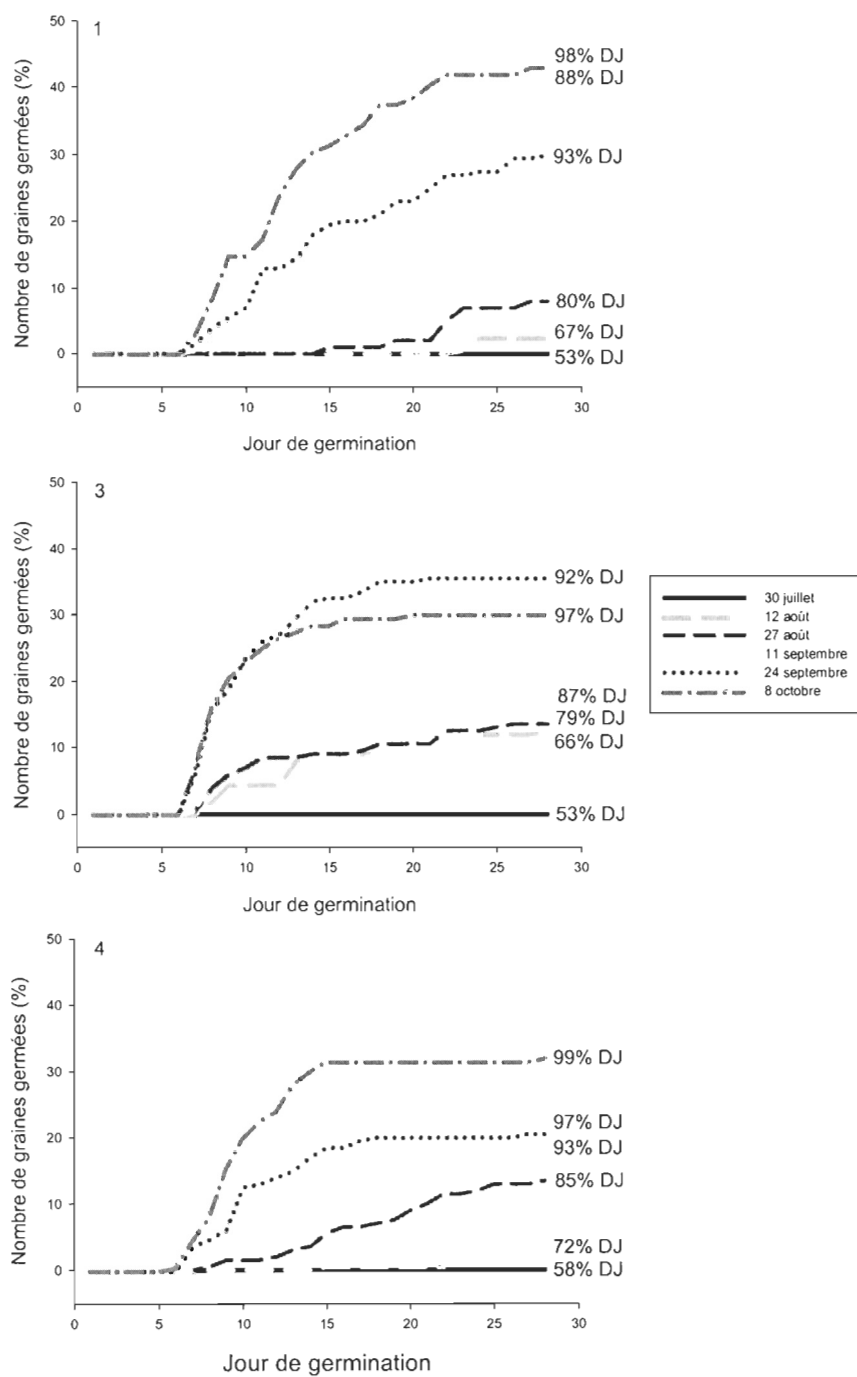 1
Nombre de graines germées (%)
50
40
30
20
10
0
98% DJ
88% DJ
93% DJ
80% DJ
67% DJ
53% DJ
0 5 10 15 20 25 30
Jour de germination
3
Nombre de graines germées (%)
50
40
30
20
10
0
92% DJ
97% DJ
87% DJ
79% DJ
66% DJ
53% DJ
0 5 10 15 20 25 30
Jour de germination
30 juillet
12 août
27 août
11 septembre
24 septembre
8 octobre
4
Nombre de graines germées (%)
50
40
30
20
10
0
99% DJ
97% DJ
93% DJ
85% DJ
72% DJ
58% DJ
0 5 10 15 20 25 30
Jour de germination